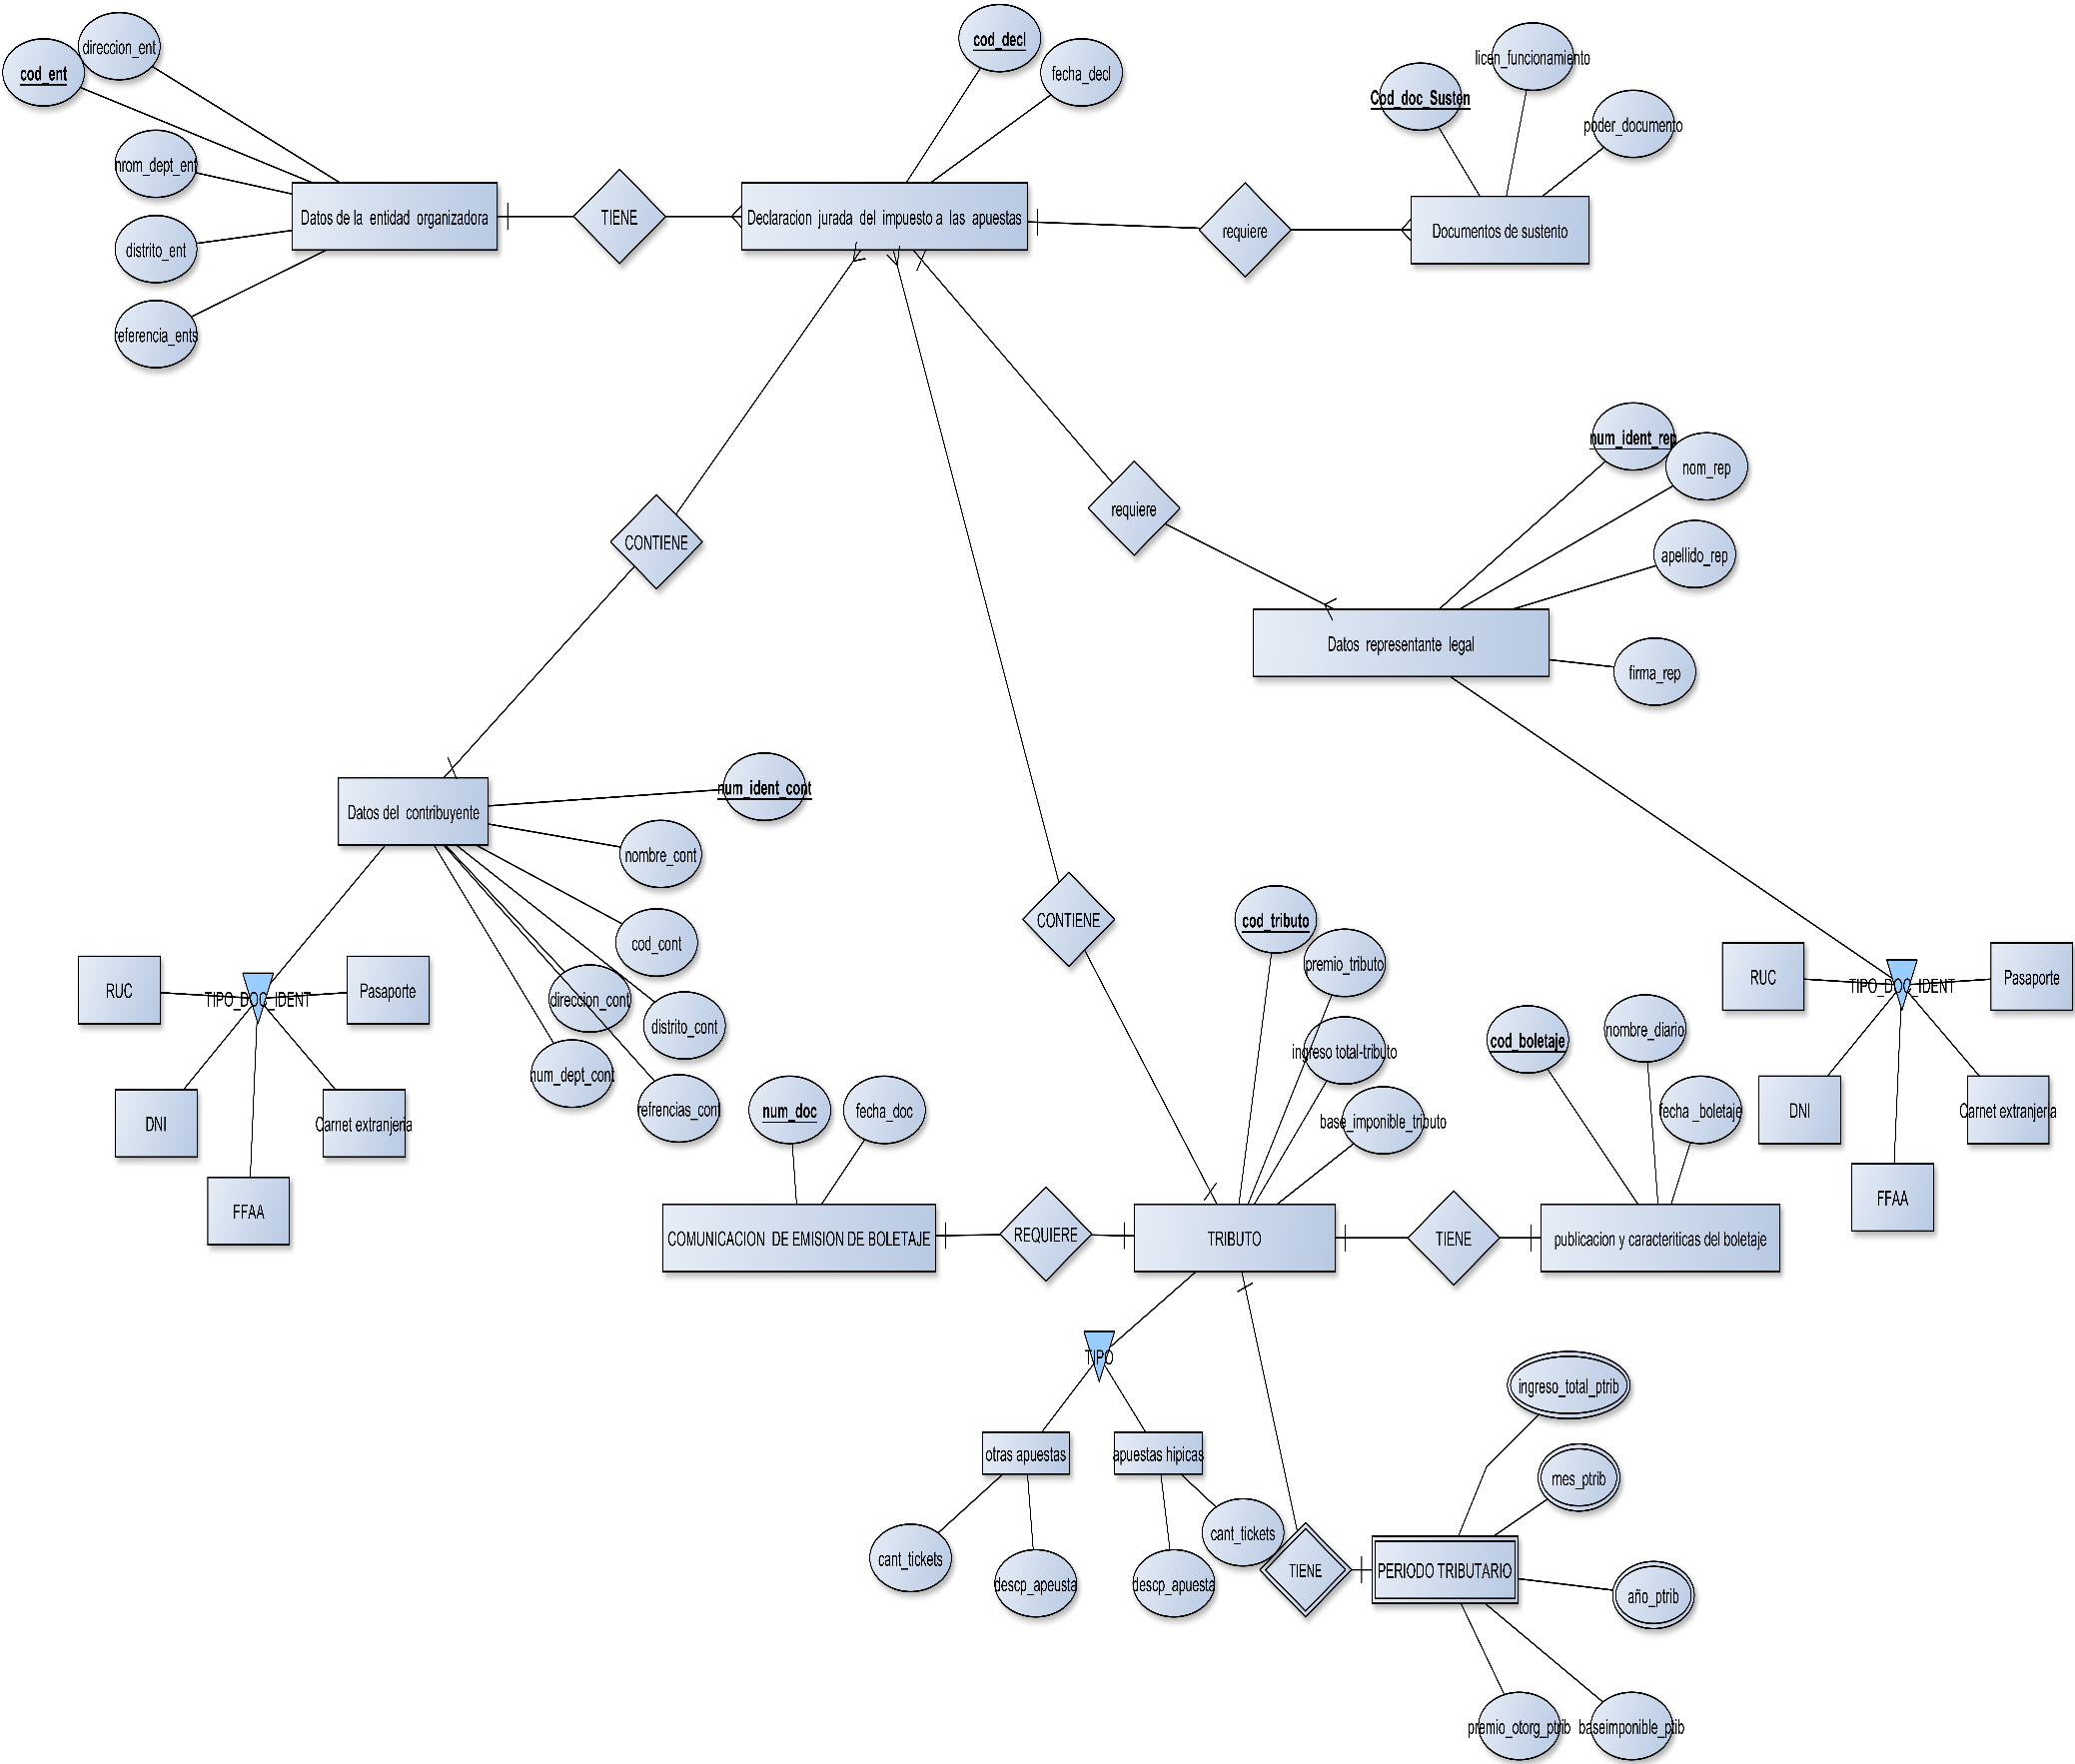 cod_ent
direccion_ent
hrom_dept_ent
distrito_ent
referencia_ents
Datos de la entidad organizadora
TIENE
cod_decl
fecha_decl
Declaracion jurada del impuesto a las apuestas
requiere
Cod_doc_Susten
licen_funcionamiento
poder_documento
Documentos de sustento
CONTIENE
requiere
num_ident_rep
nom_rep
apellido_rep
firma_rep
Datos representante legal
Datos del contribuyente
num_ident_cont
nombre_cont
cod_cont
direccion_cont
distrito_cont
num_dept_cont
refrencias_cont
RUC
TIPO_DOC_IDENT
Pasaporte
DNI
Carnet extranjeria
FFAA
CONTIENE
cod_tributo
premio_tributo
ingreso total-tributo
base_imponible_tributo
cod_boletaje
nombre_diario
fecha _boletaje
RUC
TIPO_DOC_IDENT
Pasaporte
DNI
Carnet extranjeria
FFAA
num_doc
fecha_doc
COMUNICACION DE EMISION DE BOLETAJE
REQUIERE
TRIBUTO
TIENE
publicacion y caracteriticas del boletaje
TIPO
otras apuestas
apuestas hipicas
cant_tickets
descp_apeusta
descp_apuesta
cant_tickets
TIENE
PERIODO TRIBUTARIO
ingreso_total_ptrib
mes_ptrib
año_ptrib
premio_otorg_ptrib
baseimponible_ptib